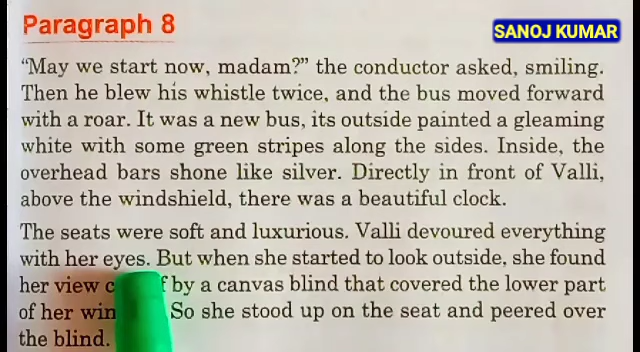 Paragraph 8
SANOJ KUMAR
“May we start now, madam?” the conductor asked, smiling.
Then he blew his whistle twice, and the bus moved forward
with a roar. It was a new bus, its outside painted a gleaming
white with some green stripes along the sides. Inside, the
overhead bars shone like silver. Directly in front of Valli,
above the windshield, there was a beautiful clock.
The seats were soft and luxurious. Valli devoured everything
with her eyes. But when she started to look outside, she found
her view by a canvas blind that covered the lower part
of her So she stood up on the seat and peered over
the blind.